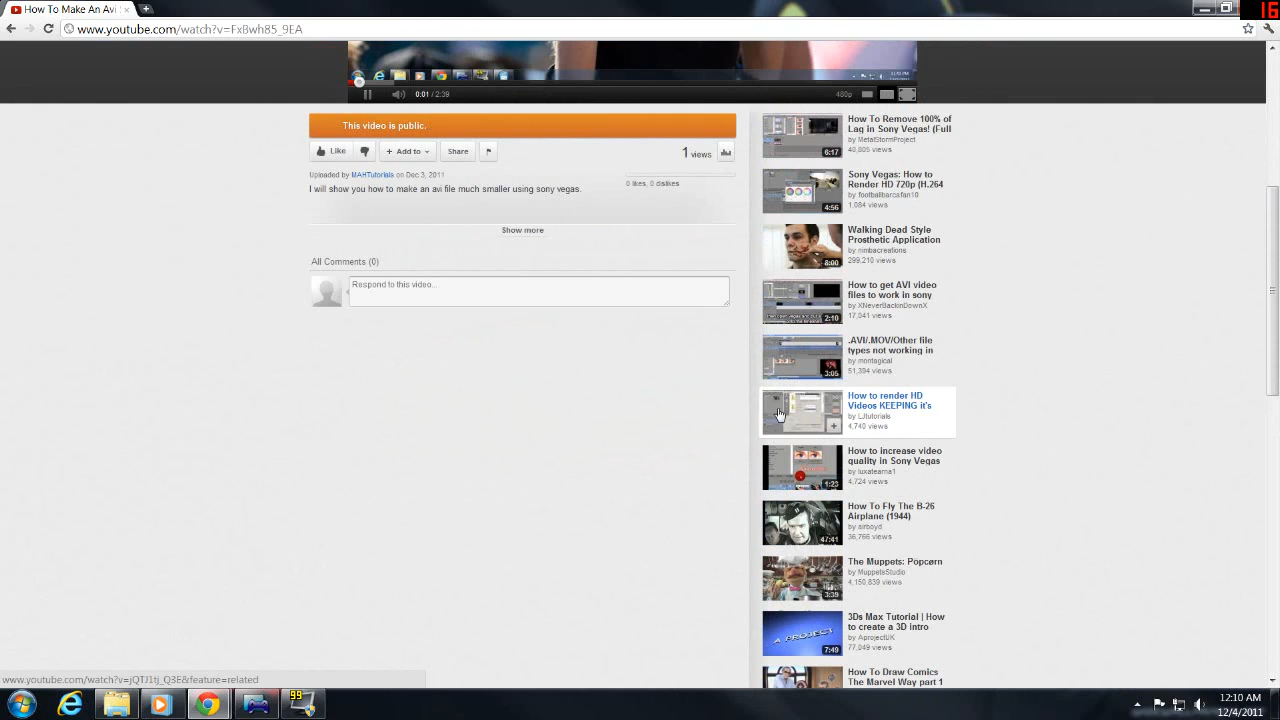 How To Make An Avi
16
www.youtube.com/watch?v=FxBwh85_9EA
0:01 / 2:39
480p
This video is public.
Like
Add to
Share
1 views
Uploaded by MAHTutorials on Dec 3, 2011
0 likes, 0 dislikes
I will show you how to make an avi file much smaller using sony vegas.
Show more
All Comments (0)
Respond to this video...
6:17
How To Remove 100% of
Lag in Sony Vegas! (Full
by MetalStormProject
40,805 views
4:56
Sony Vegas: How to
Render HD 720p (H.264
by footballbarcafan10
1,084 views
8:00
Walking Dead Style
Prosthetic Application
by nimbacreations
299,210 views
2:10
How to get AVI video
files to work in sony
by XNeverBackinDownX
17,041 views
3:05
.AVI/.MOV/Other file
types not working in
by montagical
51,394 views
How to render HD
Videos KEEPING it's
by LJtutorials
4,740 views
1:23
How to increase video
quality in Sony Vegas
by luxateama1
4,724 views
47:41
How To Fly The B-26
Airplane (1944)
by airboyd
36,766 views
3:39
The Muppets: Pöpcørn
by MuppetsStudio
4,150,839 views
A PROJECT
7:49
3Ds Max Tutorial | How
to create a 3D intro
by AprojectUK
77,049 views
How To Draw Comics
The Marvel Way part 1
99
12:10 AM
12/4/2011